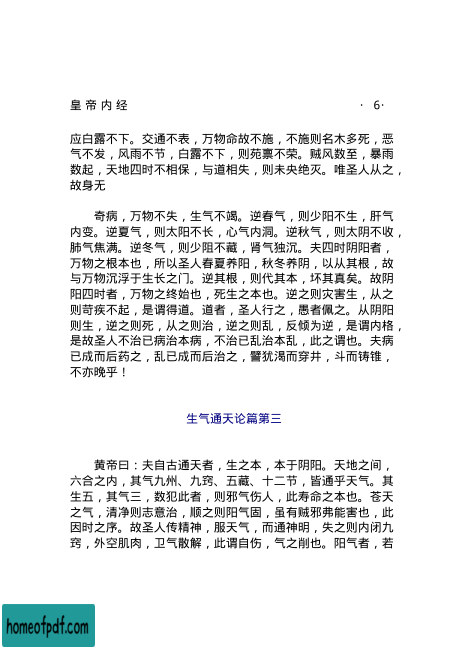 皇帝内经 · 6·
应白露不下。交通不表，万物命故不施，不施则名木多死，恶
气不发，风雨不节，白露不下，则菀槀不荣。贼风数至，暴雨
数起，天地四时不相保，与道相失，则未央绝灭。唯圣人从之，
故身无
奇病，万物不失，生气不竭。逆春气，则少阳不生，肝气
内变。逆夏气，则太阳不长，心气内洞。逆秋气，则太阴不收，
肺气焦满。逆冬气，则少阻不藏，肾气独沉。夫四时阴阳者，
万物之根本也，所以圣人春夏养阳，秋冬养阴，以从其根，故
与万物沉浮于生长之门。逆其根，则代其本，坏其真矣。故阴
阳四时者，万物之终始也，死生之本也。逆之则灾害生，从之
则苛疾不起，是谓得道。道者，圣人行之，愚者佩之。从阴阳
则生，逆之则死，从之则治，逆之则乱，反倾为逆，是谓内格，
是故圣人不治已病治本病，不治已乱治本乱，此之谓也。夫病
已成而后药之，乱已成而后治之，譬犹渴而穿井，斗而铸锥，
不亦晚乎！
生气通天论篇第三
黄帝曰：夫自古通天者，生之本，本于阴阳。天地之间，
六合之内，其气九州、九窍、五藏、十二节，皆通乎天气。其
生五，其气三，数犯此者，则邪气伤人，此寿命之本也。苍天
之气，清净则志意治，顺之则阳气固，虽有贼邪弗能害也，此
因时之序。故圣人传精神，服天气，而通神明，失之则内闭九
窍，外空肌肉，卫气散解，此谓自伤，气之削也。阳气者，若
homeofpdf.com